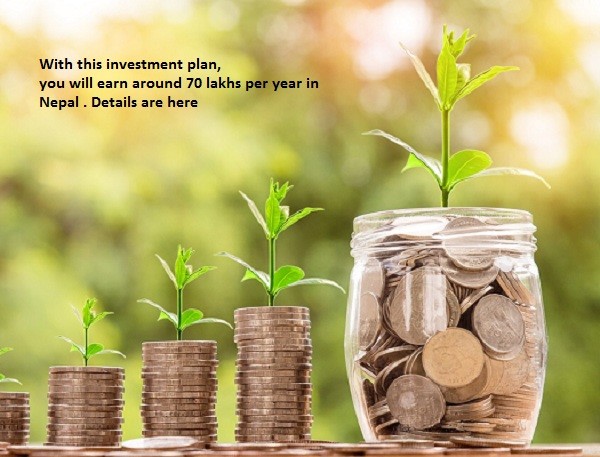 With this investment plan,
you will earn around 70 lakhs per year in
Nepal . Details are here